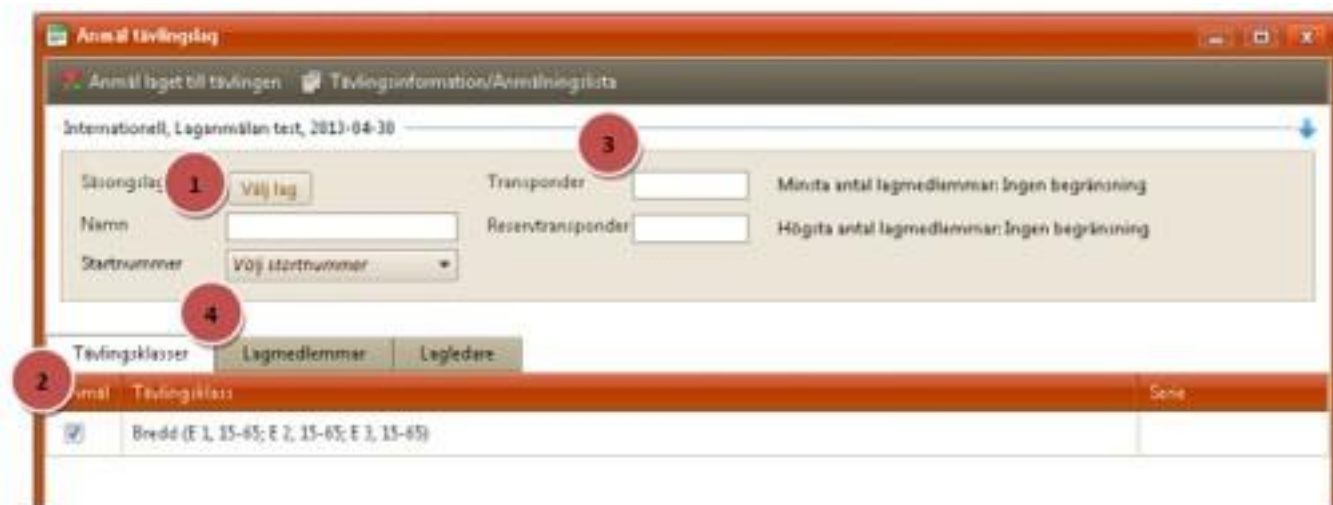 Anmäl tävlingslag
Anmäl laget till tävlingen Tävlingsinformation/Anmälningslista
Internationell, Laganmälan test, 2013-04-30
3
Säsongslag 1 Välj lag Transponder Minsta antal lagmedlemmar: Ingen begränsning
Namn Reservtransponder Högsta antal lagmedlemmar: Ingen begränsning
Startnummer Välj startnummer
4
Tävlingsklasser Lagmedlemmar Lagledare
2
Anmäl Tävlingsklass Serie
Bredd (E 1, 15-65; E 2, 15-65; E 3, 15-65)